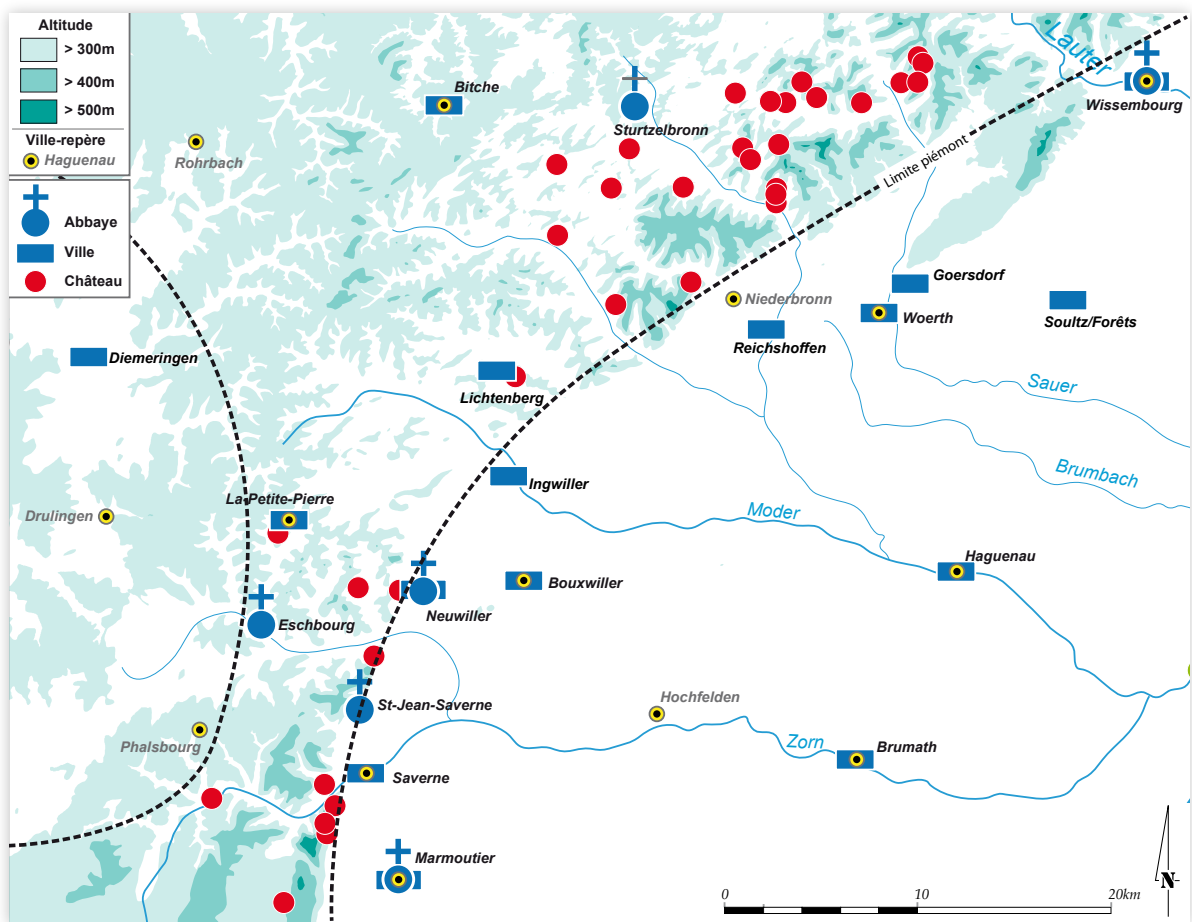 Altitude
> 300m
> 400m
> 500m
Ville-repère
Haguenau
Abbaye
Ville
Château
Lauter
Wissembourg
Bitche
Sturtzelbronn
Rohrbach
Limite piémont
Goersdorf
Niederbronn
Woerth
Soultz/Forêts
Reichshoffen
Diemeringen
Lichtenberg
Sauer
Brumbach
Ingwiller
La-Petite-Pierre
Drulingen
Moder
Haguenau
Bouxwiller
Neuwiller
Eschbourg
St-Jean-Saverne
Hochfelden
Phalsbourg
Zorn
Brumath
Saverne
Marmoutier
N
0 10 20km